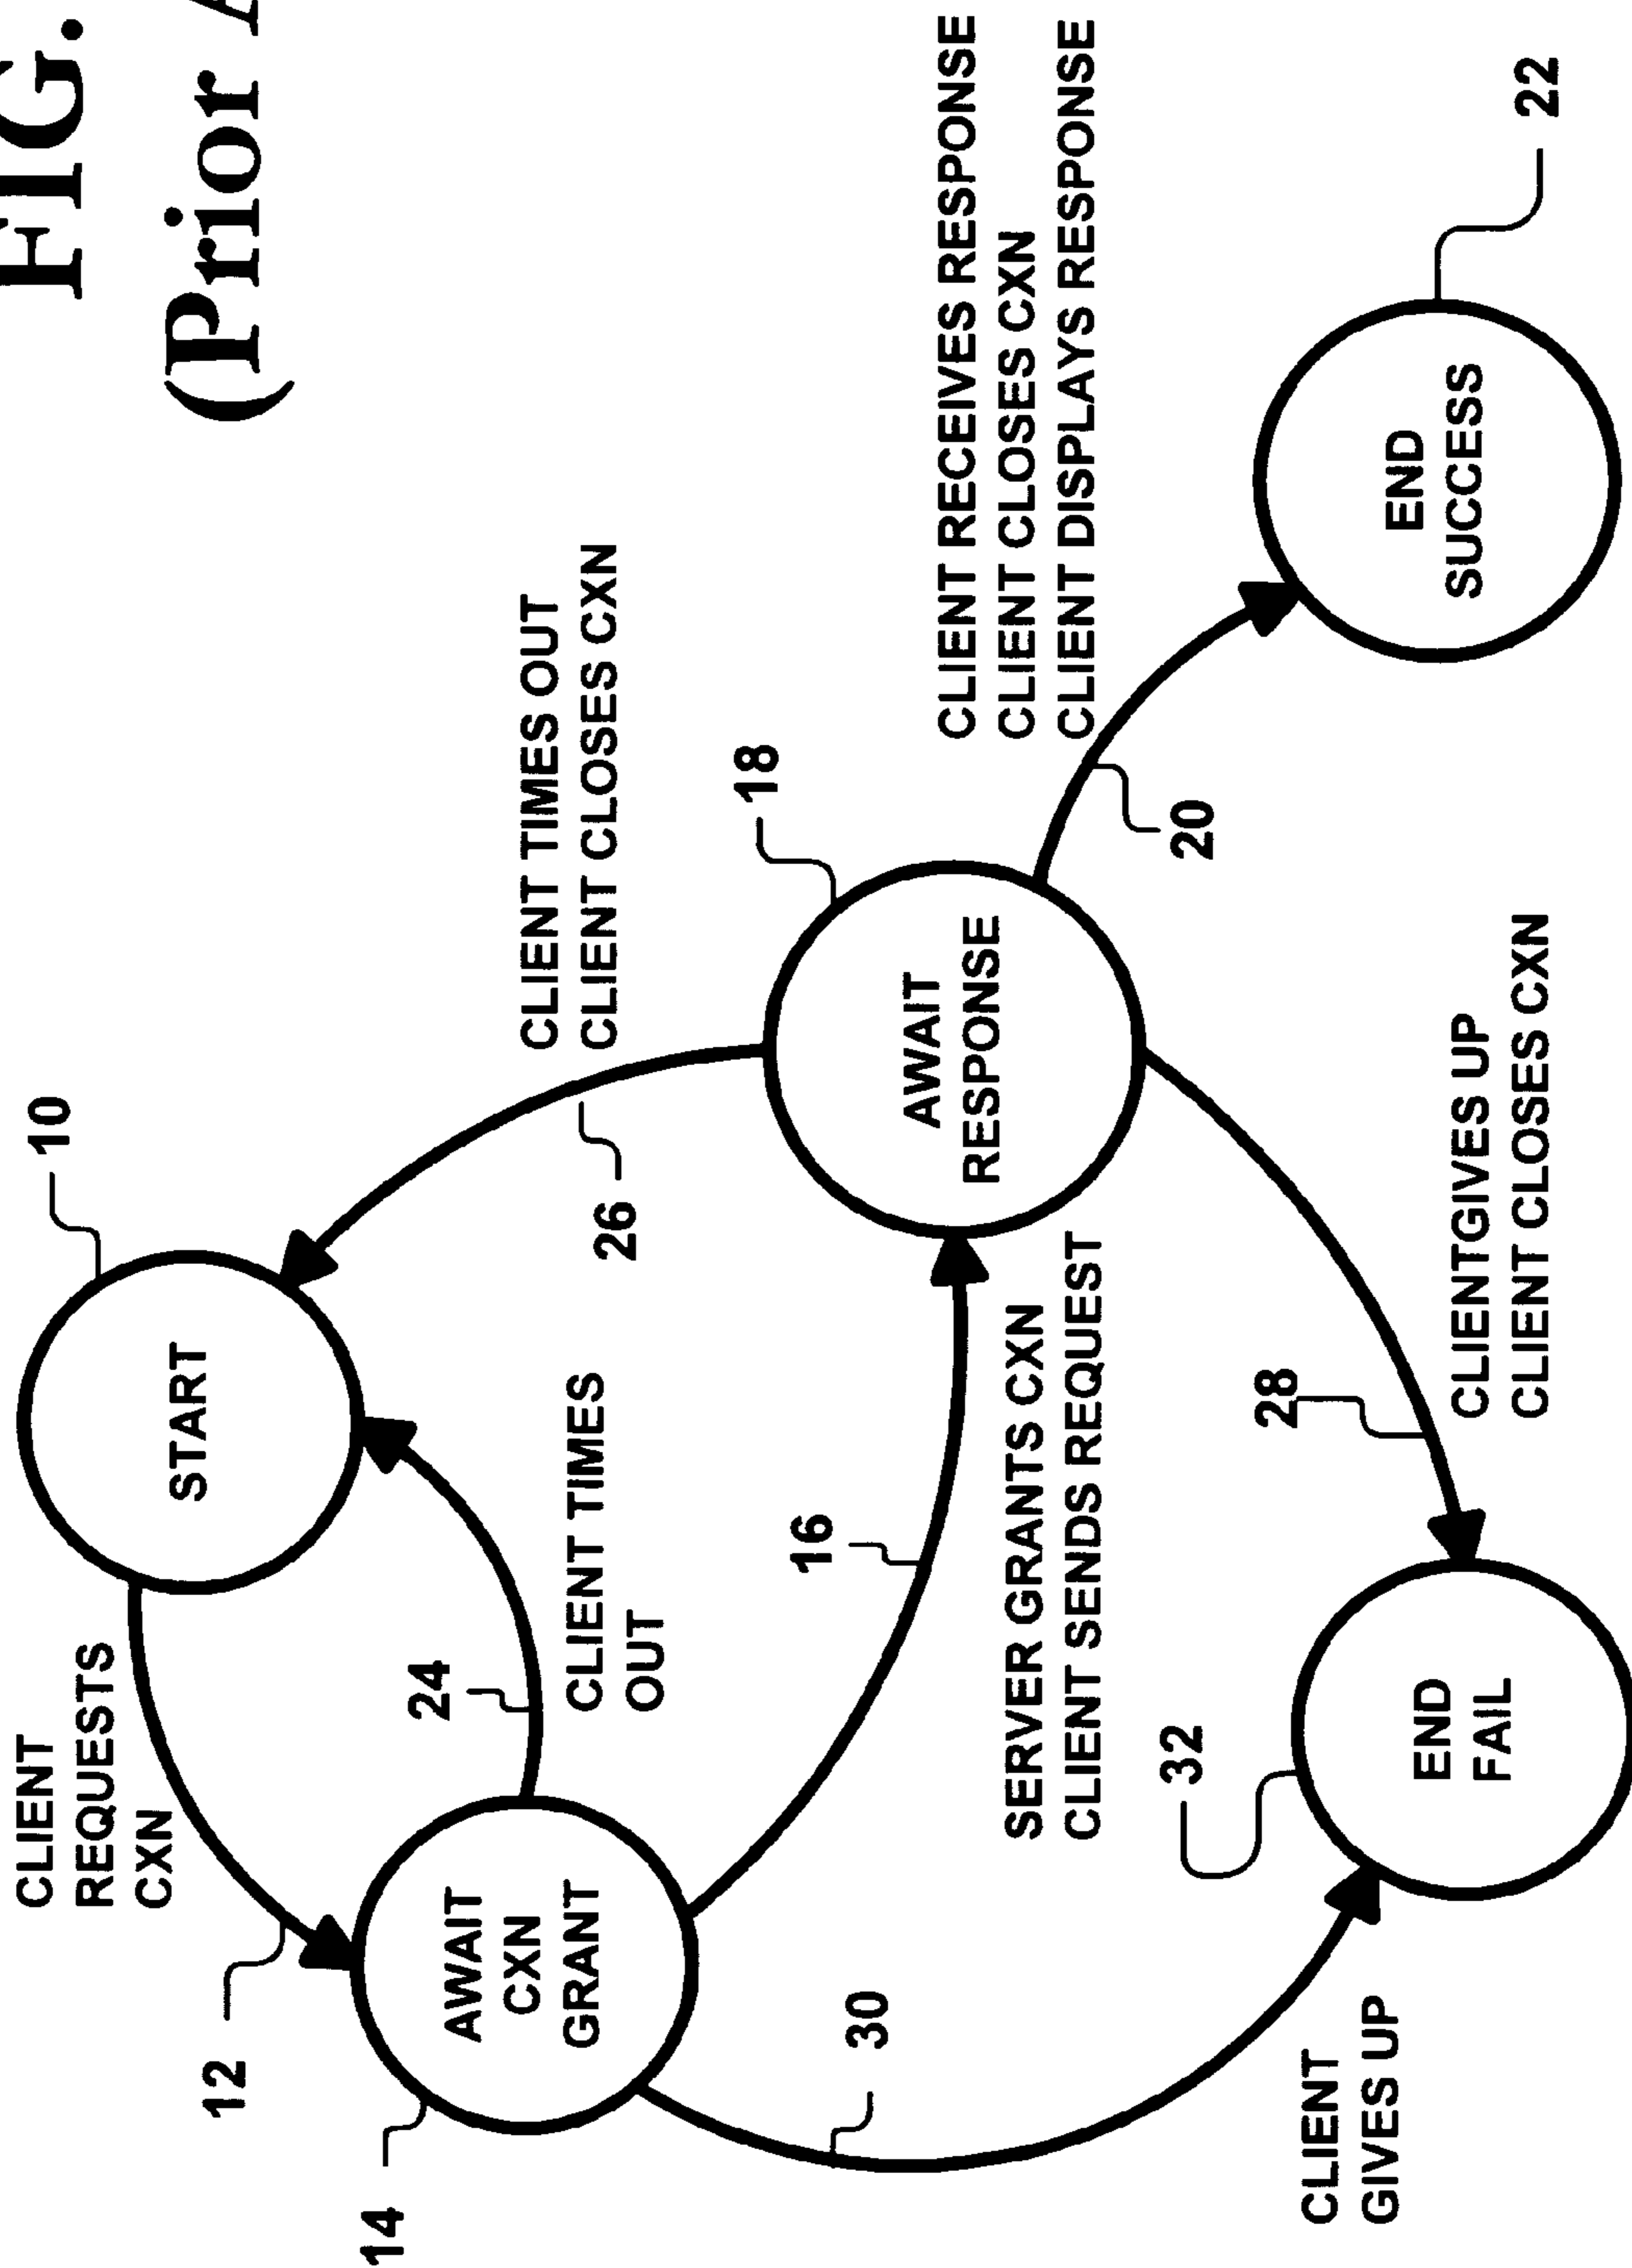 FIG.
(Prior
10
START
CLIENT
REQUESTS
CXN
12
24
CLIENT TIMES
OUT
14
AWAIT
CXN
GRANT
CLIENT TIMES OUT
CLIENT CLOSES CXN
26
18
AWAIT
RESPONSE
16
SERVER GRANTS CXN
CLIENT SENDS REQUEST
CLIENT RECEIVES RESPONSE
CLIENT CLOSES CXN
CLIENT DISPLAYS RESPONSE
20
END
SUCCESS
22
28
CLIENTGIVES UP
CLIENT CLOSES CXN
30
CLIENT
GIVES UP
32
END
FAIL